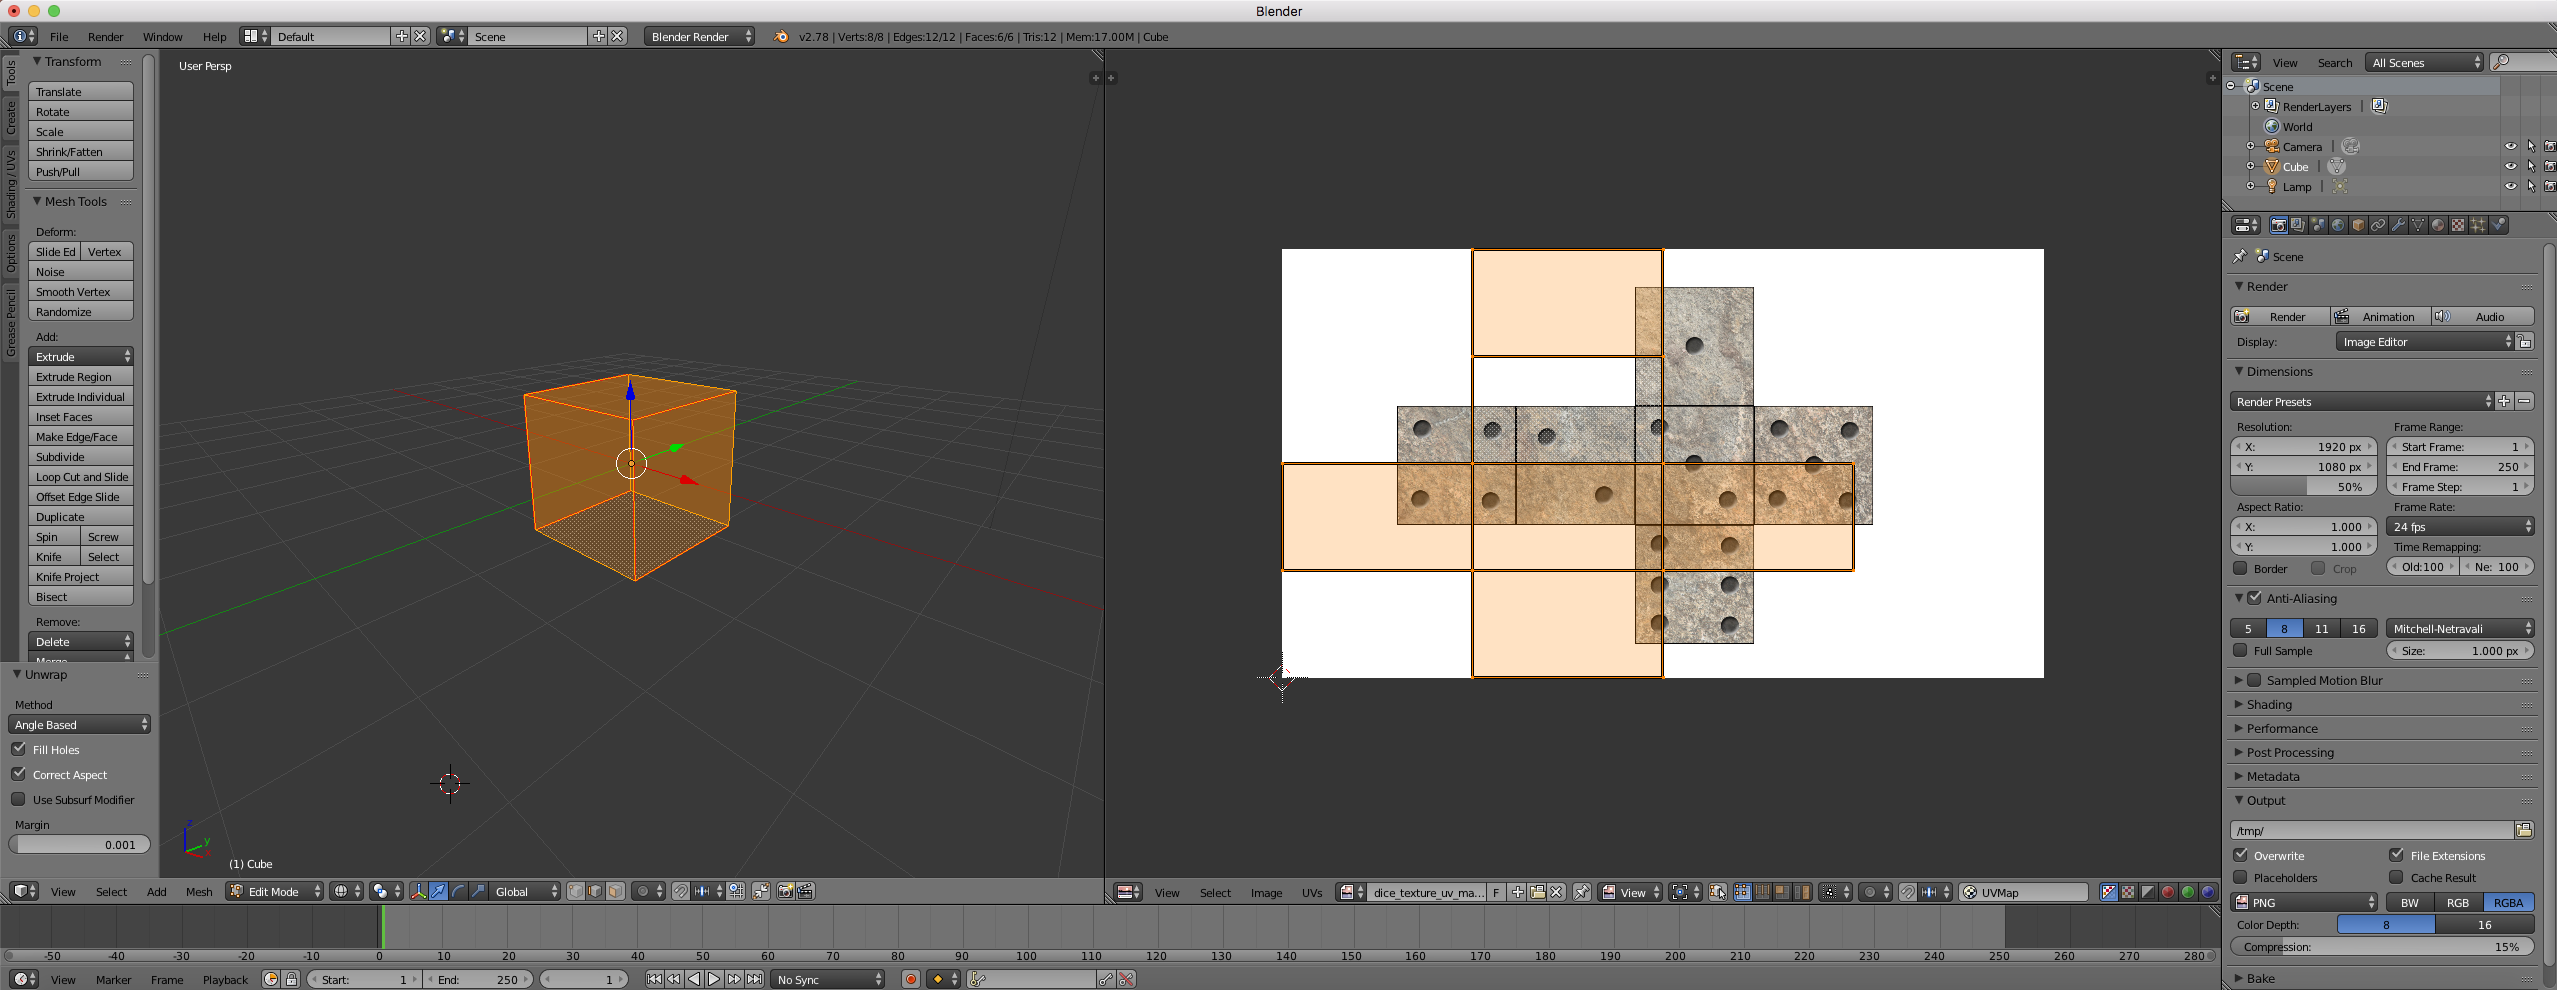 Blender
File Render Window Help Default Scene Blender Render v2.78 | Verts:8/8 | Edges:12/12 | Faces:6/6 | Tris:12 | Mem:17.00M | Cube
Tools
Create
Shading / UVs
Options
Grease Pencil
Transform
Translate
Rotate
Scale
Shrink/Fatten
Push/Pull
Mesh Tools
Deform:
Slide Ed Vertex
Noise
Smooth Vertex
Randomize
Add:
Extrude
Extrude Region
Extrude Individual
Inset Faces
Make Edge/Face
Subdivide
Loop Cut and Slide
Offset Edge Slide
Duplicate
Spin Screw
Knife Select
Knife Project
Bisect
Remove:
Delete
Merge
Unwrap
Method
Angle Based
Fill Holes
Correct Aspect
Use Subsurf Modifier
Margin
0.001
User Persp
z
y
(1) Cube
View Select Add Mesh Edit Mode Global
View Select Image UVs dice_texture_uv_ma... F View UVMap
-50 -40 -30 -20 -10 0 10 20 30 40 50 60 70 80 90 100 110 120 130 140 150 160 170 180 190 200 210 220 230 240 250 260 270 280
View Marker Frame Playback Start: 1 End: 250 1 No Sync
View Search All Scenes
Scene
RenderLayers |
World
Camera |
Cube |
Lamp |
Scene
Render
Render Animation Audio
Display: Image Editor
Dimensions
Render Presets
Resolution: Frame Range:
X: 1920 px Start Frame: 1
Y: 1080 px End Frame: 250
50% Frame Step: 1
Aspect Ratio: Frame Rate:
X: 1.000 24 fps
Y: 1.000 Time Remapping:
Border Crop Old:100 Ne: 100
Anti-Aliasing
5 8 11 16 Mitchell-Netravali
Full Sample Size: 1.000 px
Sampled Motion Blur
Shading
Performance
Post Processing
Metadata
Output
/tmp/
Overwrite File Extensions
Placeholders Cache Result
PNG BW RGB RGBA
Color Depth: 8 16
Compression: 15%
Bake